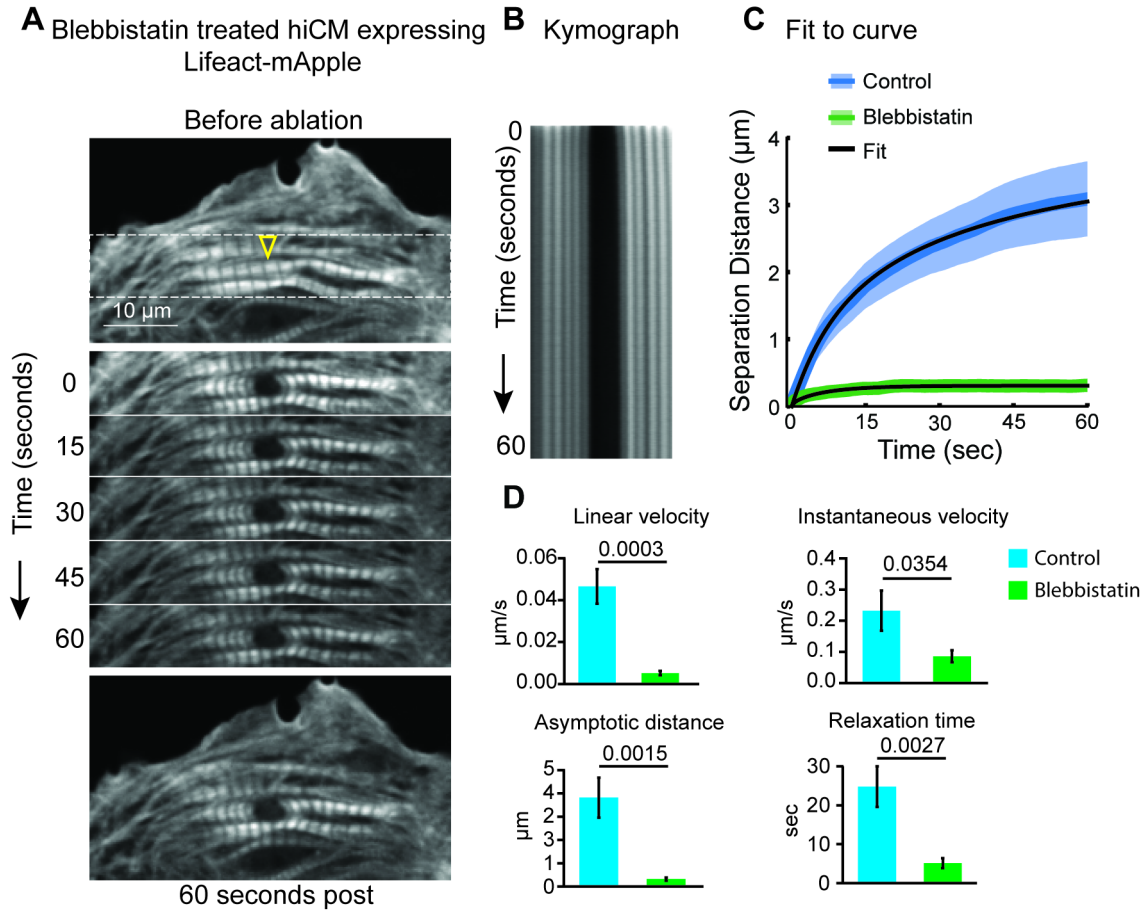 A Blebbistatin treated hiCM expressing
Lifeact-mApple
Before ablation
10 µm
Time (seconds)
0
15
30
45
60
60 seconds post
B Kymograph
Time (seconds)
0
60
C Fit to curve
Control
Blebbistatin
Fit
Separation Distance (µm)
4
3
2
1
0
0 15 30 45 60
Time (sec)
D
Linear velocity
0.0003
µm/s
0.06
0.04
0.02
0.00
Instantaneous velocity
0.0354
µm/s
0.4
0.3
0.2
0.1
0.0
Control
Blebbistatin
Asymptotic distance
0.0015
µm
5
4
3
1
0
Relaxation time
0.0027
sec
30
20
10
0